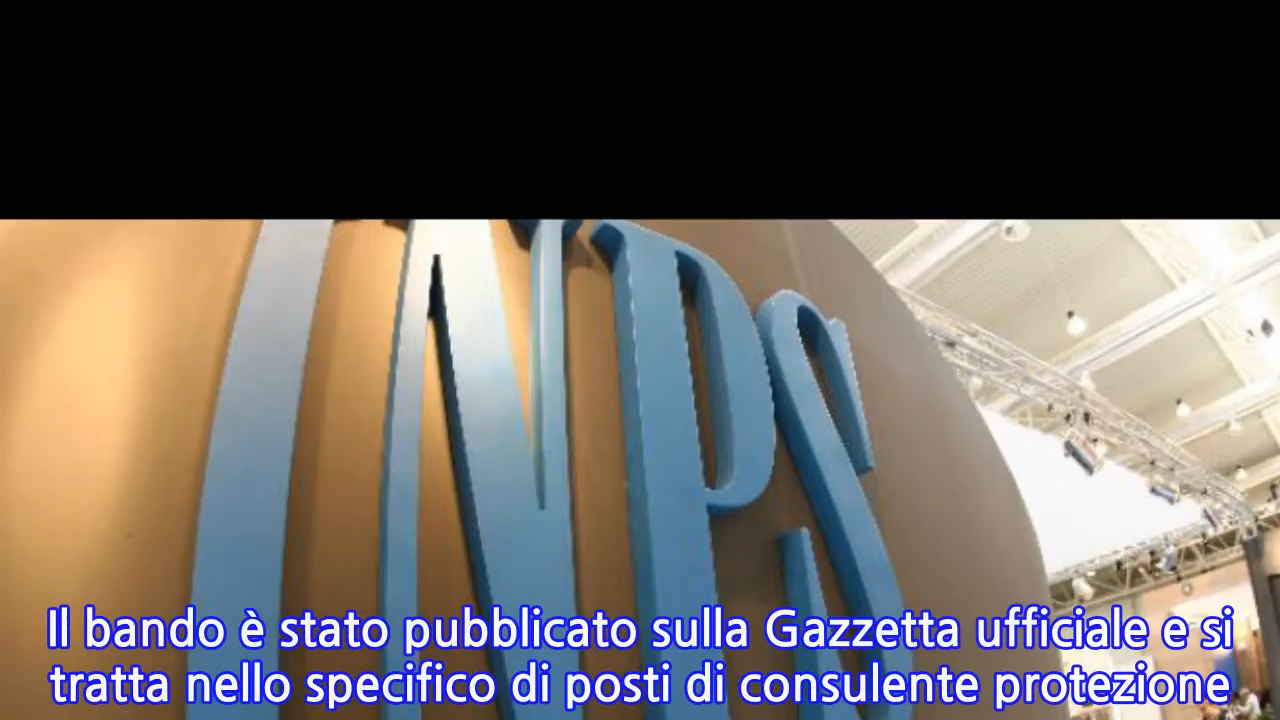 INPS
Il bando è stato pubblicato sulla Gazzetta ufficiale e si
tratta nello specifico di posti di consulente protezione